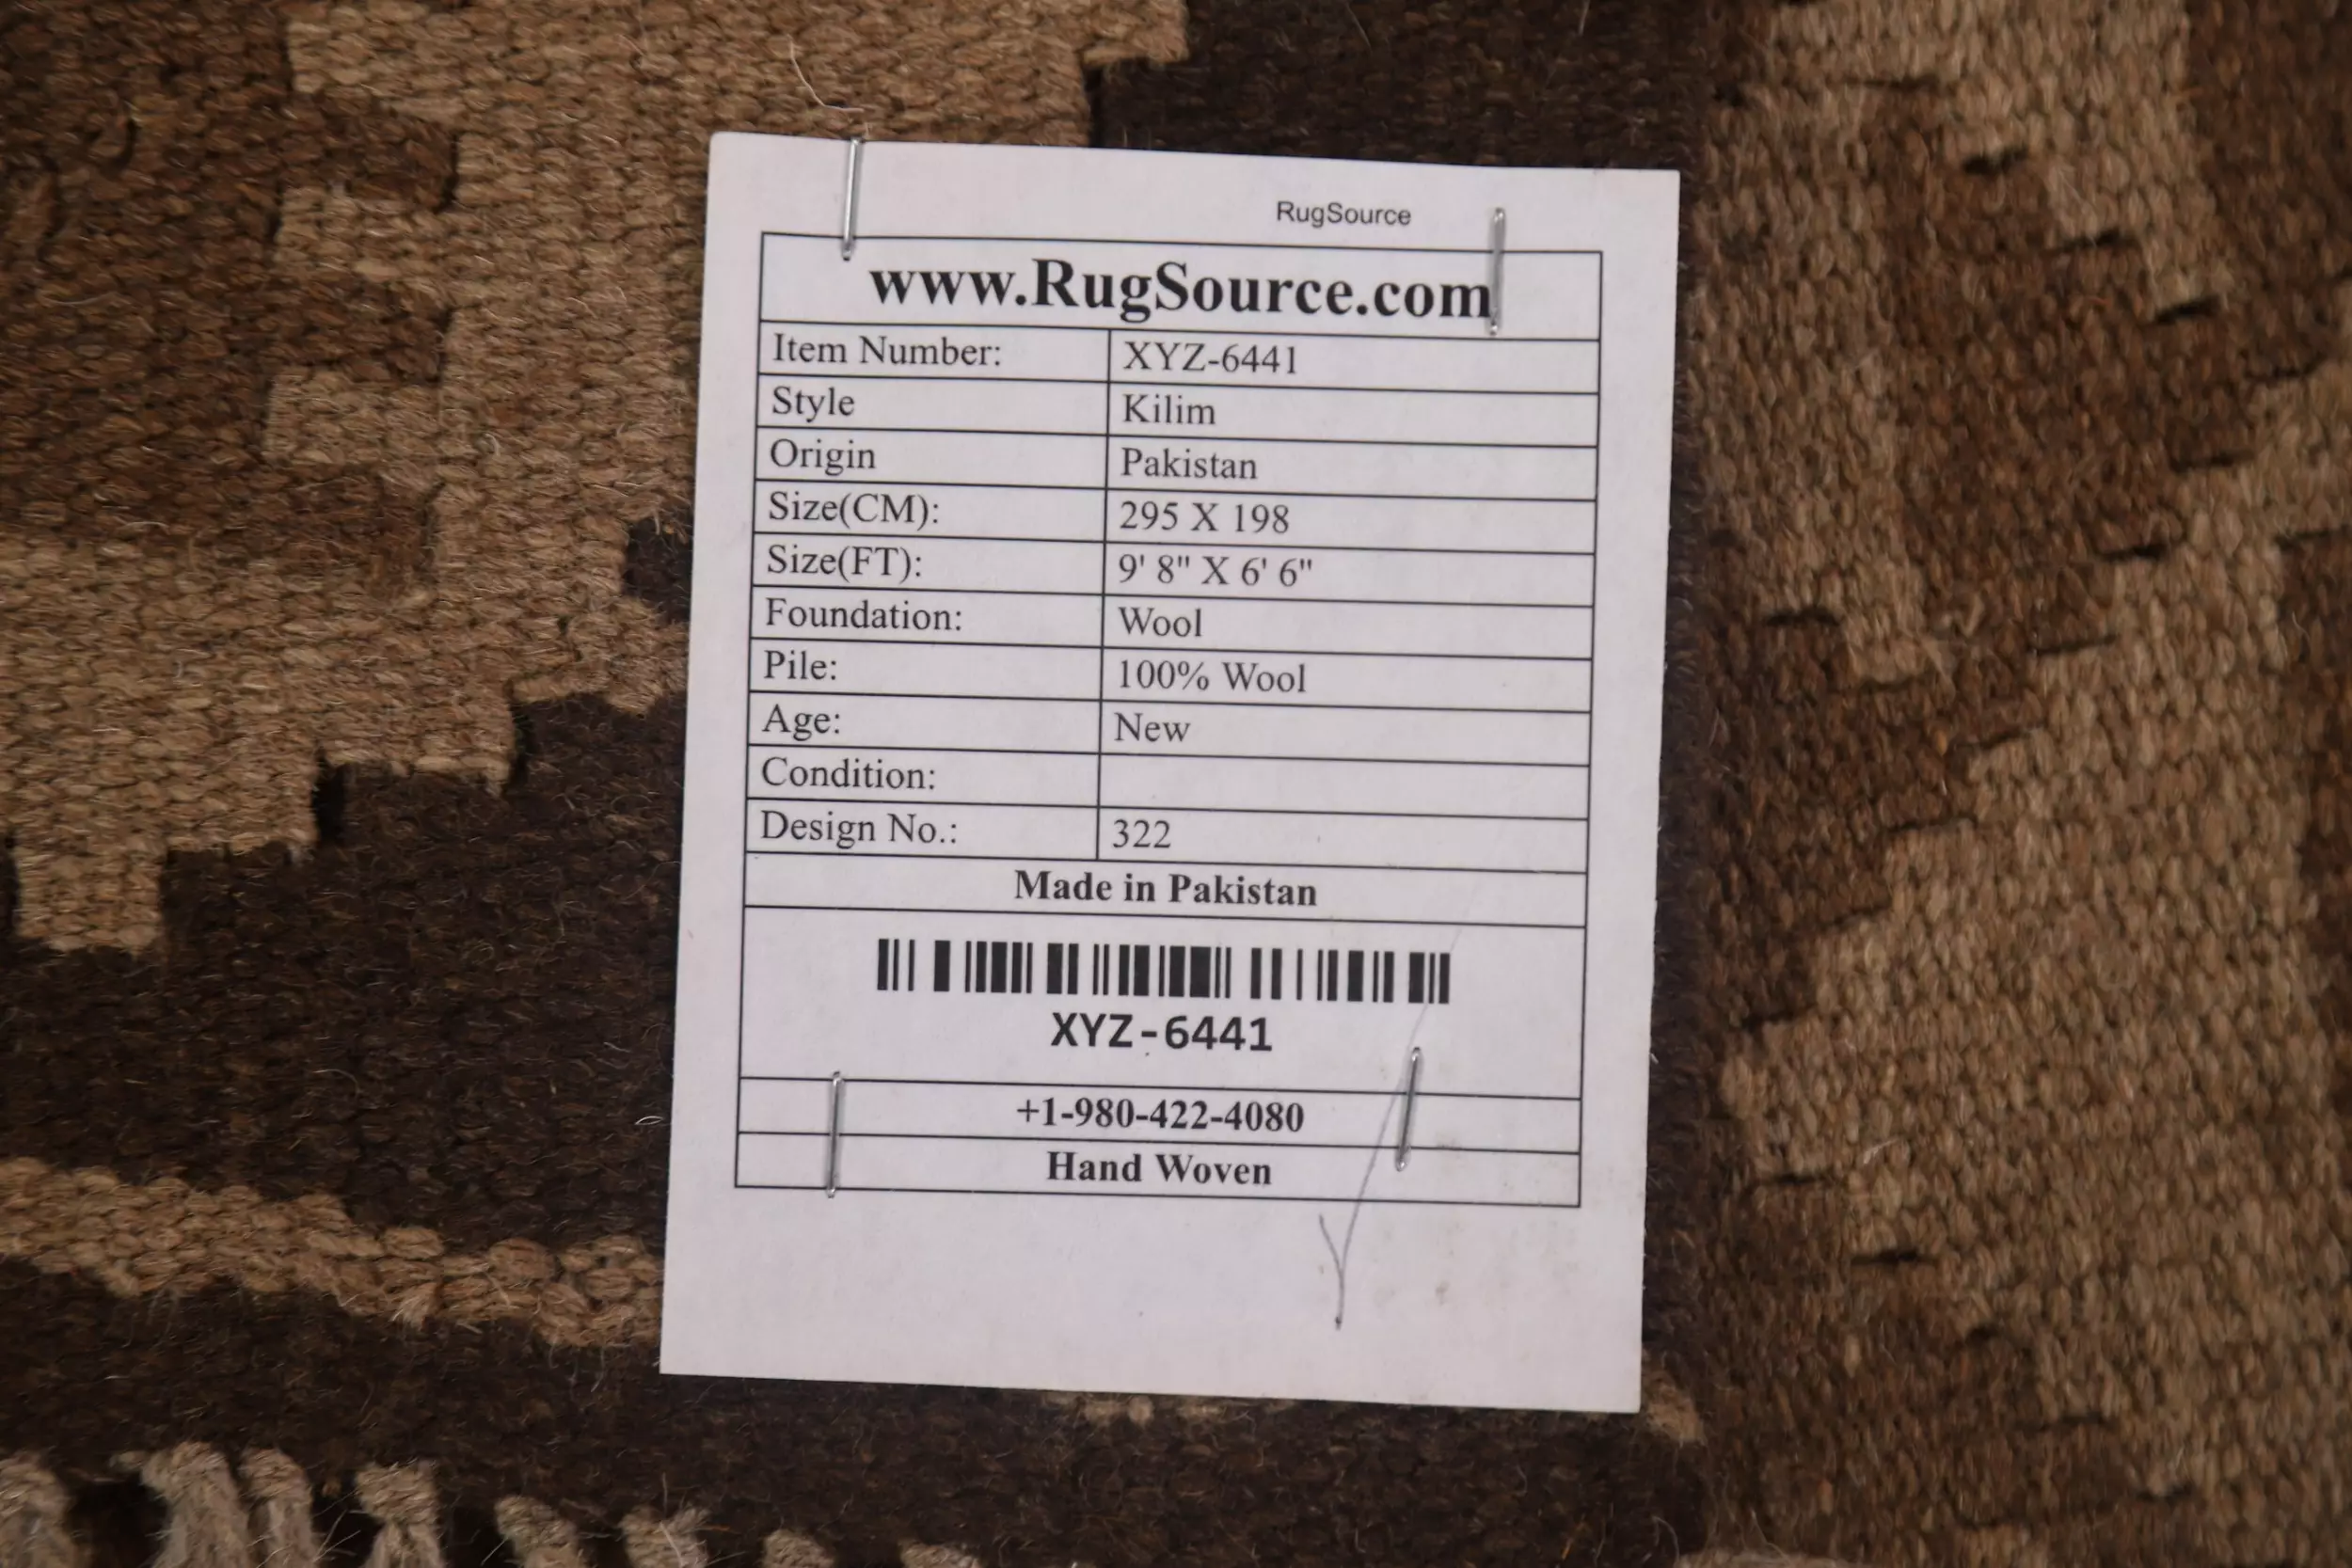 RugSource
www.RugSource.com
Item Number: XYZ-6441
Style Kilim
Origin Pakistan
Size(CM): 295 X 198
Size(FT): 9' 8" X 6' 6"
Foundation: Wool
Pile: 100% Wool
Age: New
Condition:
Design No.: 322
Made in Pakistan
XYZ-6441
+1-980-422-4080
Hand Woven